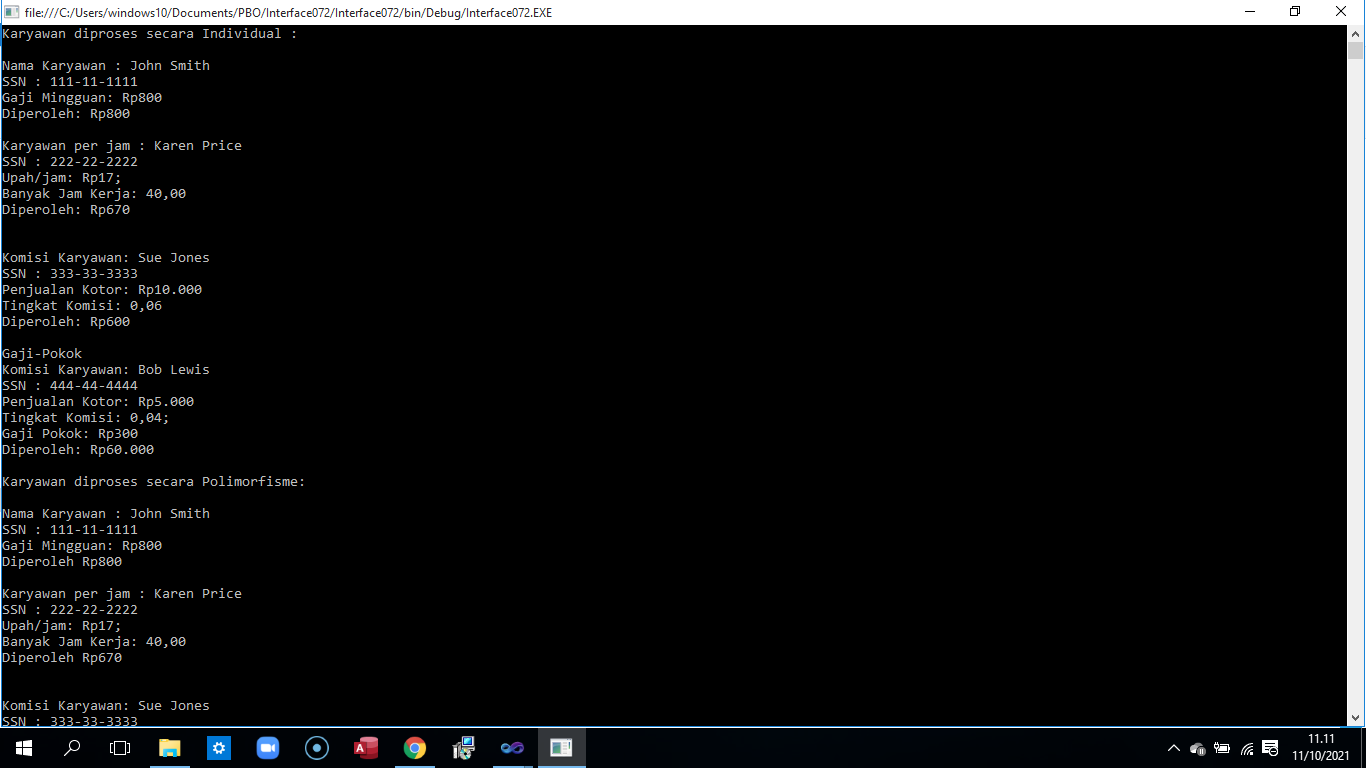 file:///C:/Users/windows10/Documents/PBO/Interface072/Interface072/bin/Debug/Interface072.EXE
Karyawan diproses secara Individual :
Nama Karyawan : John Smith
SSN : 111-11-1111
Gaji Mingguan: Rp800
Diperoleh: Rp800
Karyawan per jam : Karen Price
SSN : 222-22-2222
Upah/jam: Rp17;
Banyak Jam Kerja: 40,00
Diperoleh: Rp670
Komisi Karyawan: Sue Jones
SSN : 333-33-3333
Penjualan Kotor: Rp10.000
Tingkat Komisi: 0,06
Diperoleh: Rp600
Gaji-Pokok
Komisi Karyawan: Bob Lewis
SSN : 444-44-4444
Penjualan Kotor: Rp5.000
Tingkat Komisi: 0,04;
Gaji Pokok: Rp300
Diperoleh: Rp60.000
Karyawan diproses secara Polimorfisme:
Nama Karyawan : John Smith
SSN : 111-11-1111
Gaji Mingguan: Rp800
Diperoleh Rp800
Karyawan per jam : Karen Price
SSN : 222-22-2222
Upah/jam: Rp17;
Banyak Jam Kerja: 40,00
Diperoleh Rp670
Komisi Karyawan: Sue Jones
SSN : 333-33-3333
A
11.11
11/10/2021